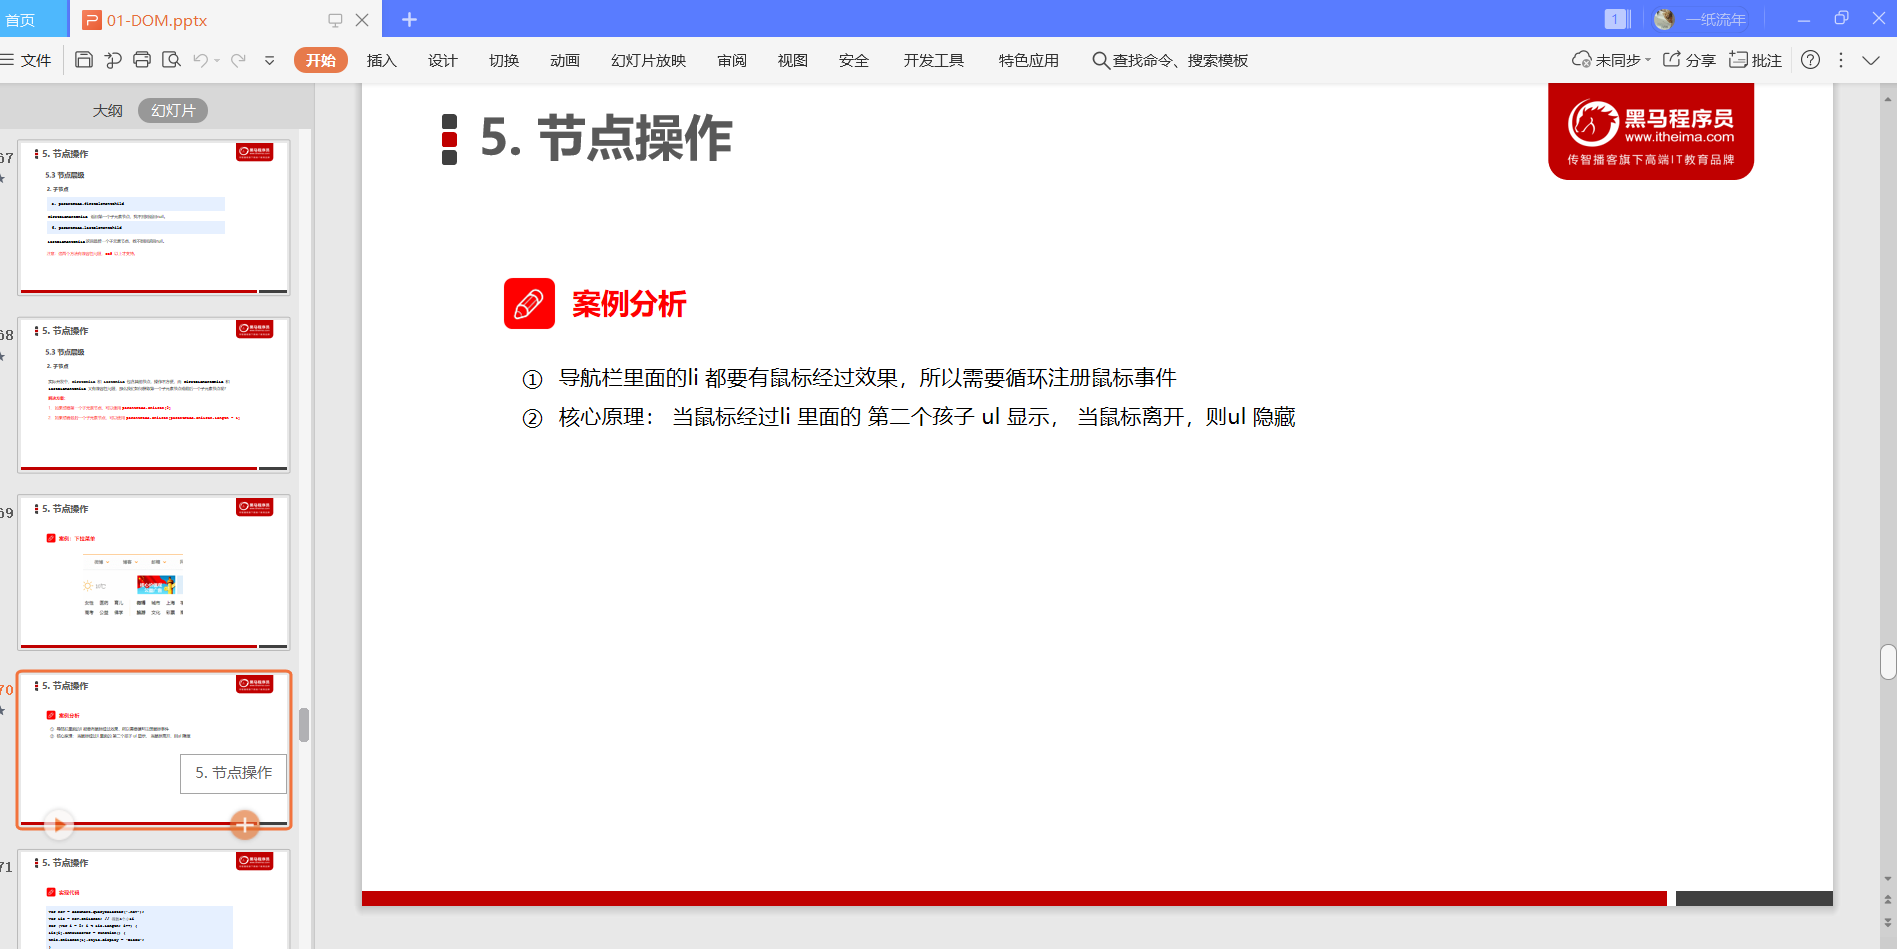 首页
01-DOM.pptx
1
一纸流年
文件
开始
插入
设计
切换
动画
幻灯片放映
审阅
视图
安全
开发工具
特色应用
查找命令、搜索模板
未同步
分享
批注
大纲
幻灯片
67
5. 节点操作
5.3 节点层级
2. 子节点
68
5. 节点操作
5.3 节点层级
2. 子节点
69
5. 节点操作
案例：下拉菜单
70
5. 节点操作
案例分析
5. 节点操作
71
5. 节点操作
实现代码
5. 节点操作
黑马程序员
www.itheima.com
传智播客旗下高端IT教育品牌
案例分析
① 导航栏里面的li 都要有鼠标经过效果，所以需要循环注册鼠标事件
② 核心原理： 当鼠标经过li 里面的 第二个孩子 ul 显示， 当鼠标离开，则ul 隐藏